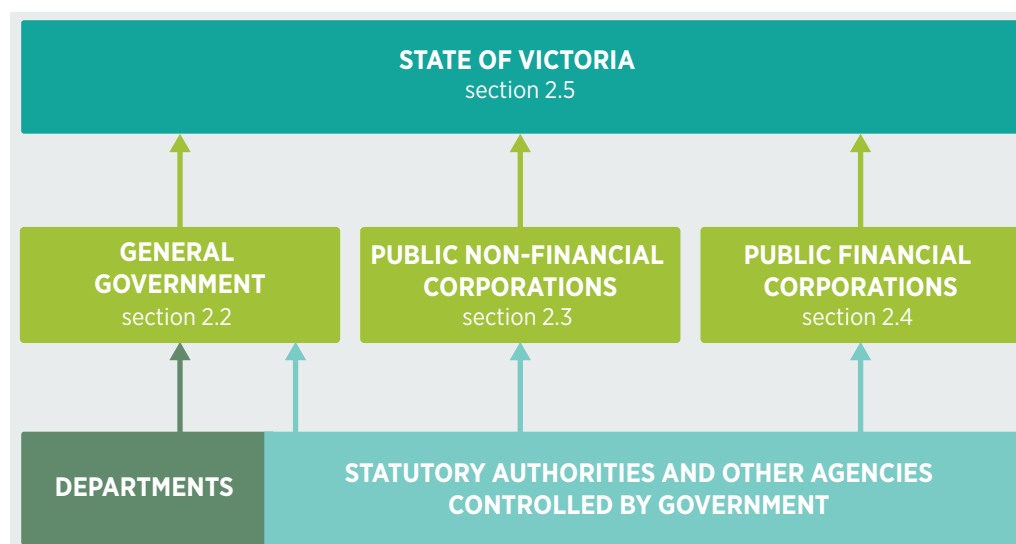 STATE OF VICTORIA
section 2.5
GENERAL
GOVERNMENT
section 2.2
PUBLIC NON-FINANCIAL
CORPORATIONS
section 2.3
PUBLIC FINANCIAL
CORPORATIONS
section 2.4
DEPARTMENTS
STATUTORY AUTHORITIES AND OTHER AGENCIES
CONTROLLED BY GOVERNMENT